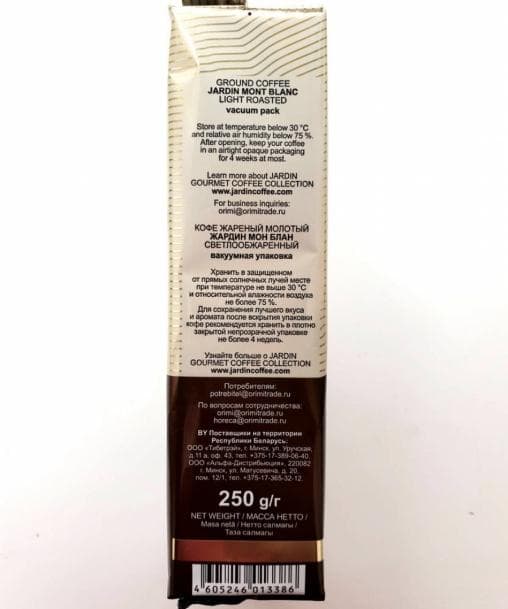 GROUND COFFEE
JARDIN MONT BLANC
LIGHT ROASTED
vacuum pack
Store at temperature below 30 °C
and relative air humidity below 75 %.
After opening, keep your coffee
in an airtight opaque packaging
for 4 weeks at most.
Learn more about JARDIN
GOURMET COFFEE COLLECTION
www.jardincoffee.com
For business inquiries:
orimi@orimitrade.ru
КОФЕ ЖАРЕНЫЙ МОЛОТЫЙ
ЖАРДИН МОН БЛАН
СВЕТЛООБЖАРЕННЫЙ
вакуумная упаковка
Хранить в защищенном
от прямых солнечных лучей месте
при температуре не выше 30 °C
и относительной влажности воздуха
не более 75 %.
Для сохранения лучшего вкуса
и аромата после вскрытия упаковки
кофе рекомендуется хранить в плотно
закрытой непрозрачной упаковке
не более 4 недель.
Узнайте больше о JARDIN
GOURMET COFFEE COLLECTION
www.jardincoffee.com
Потребителям:
potrebitel@orimitrade.ru
По вопросам сотрудничества:
orimi@orimitrade.ru
horeca@orimitrade.ru
BY Поставщики на территории
Республики Беларусь:
ООО «Тибетрэй», г. Минск, ул. Уручская,
д.11 а, оф. 43, тел. +375-17-389-06-40,
ООО «Альфа-Дистрибьюция», 220082
г. Минск, ул. Матусевича, д. 20,
пом. 12/1, тел. +375-17-365-32-12.
250 g/г
NET WEIGHT / МАССА НЕТТО /
Masa netă / Нетто салмағы /
Таза салмагы
4 605246 013386